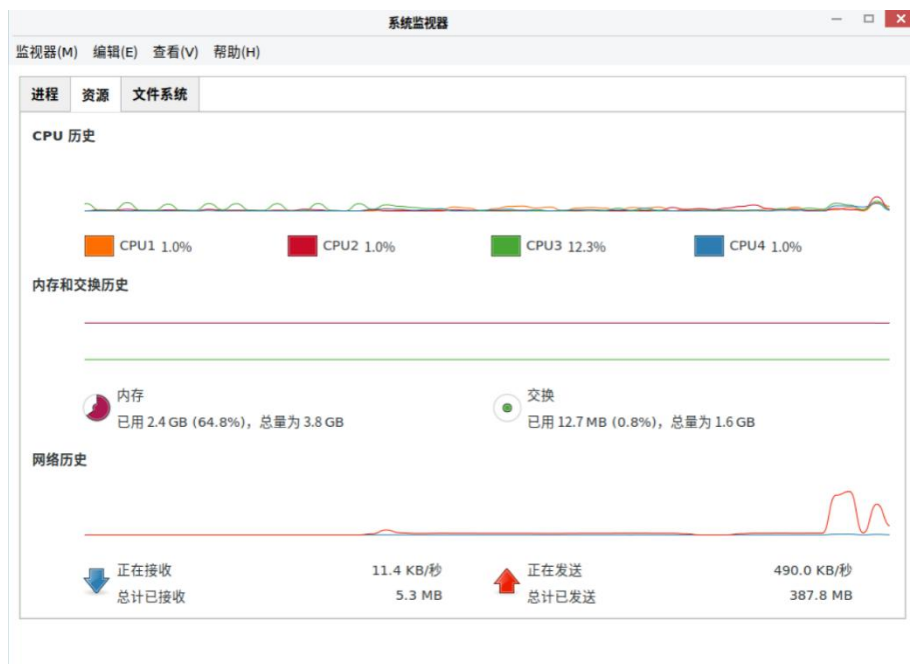 系统监视器
监视器(M) 编辑(E) 查看(V) 帮助(H)
进程 资源 文件系统
CPU 历史
CPU1 1.0% CPU2 1.0% CPU3 12.3% CPU4 1.0%
内存和交换历史
内存 交换
已用 2.4 GB (64.8%)，总量为 3.8 GB 已用 12.7 MB (0.8%)，总量为 1.6 GB
网络历史
正在接收 11.4 KB/秒 正在发送 490.0 KB/秒
总计已接收 5.3 MB 总计已发送 387.8 MB